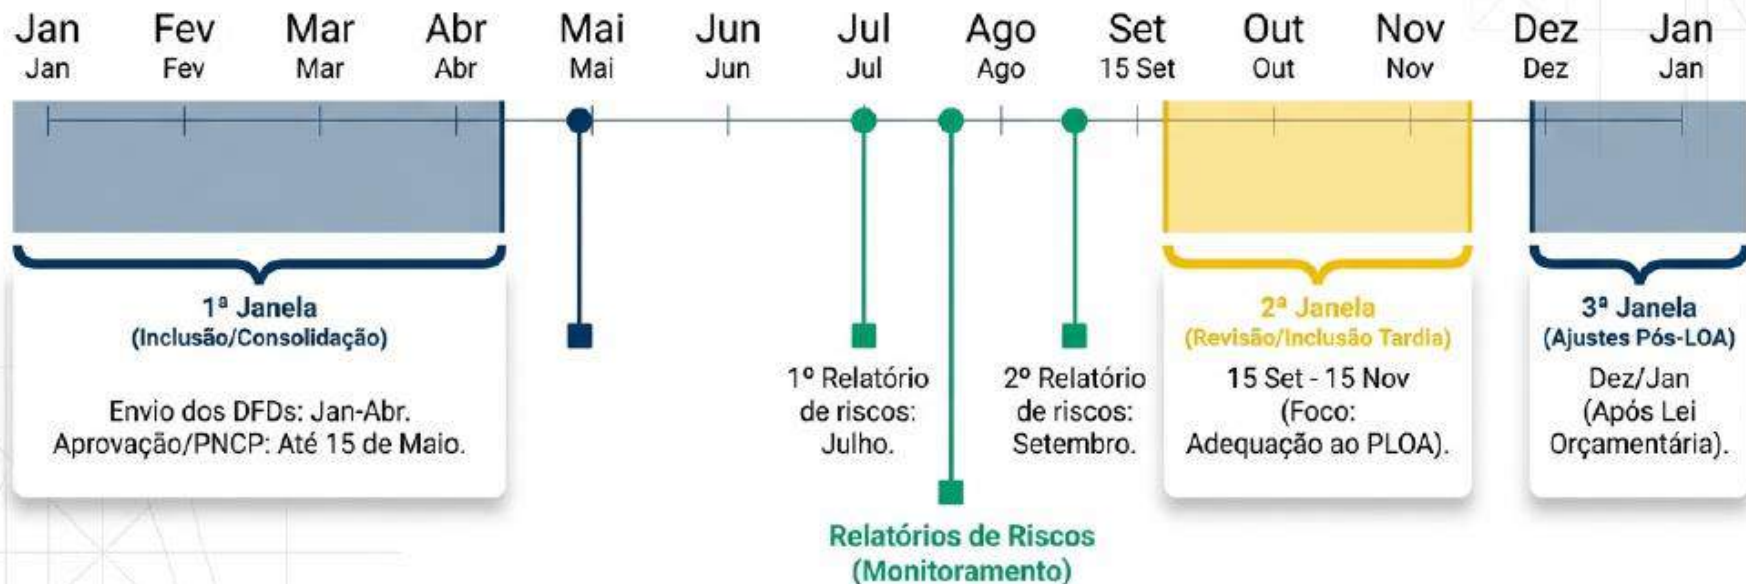 Jan Fev Mar Abr Mai Jun Jul Ago Set Out Nov Dez Jan
Jan Fev Mar Abr Mai Jun Jul Ago 15 Set Out Nov Dez Jan
1ª Janela
(Inclusão/Consolidação)
Envio dos DFDs: Jan-Abr.
Aprovação/PNCP: Até 15 de Maio.
1º Relatório
de riscos:
Julho.
2º Relatório
de riscos:
Setembro.
Relatórios de Riscos
(Monitoramento)
2ª Janela
(Revisão/Inclusão Tardia)
15 Set - 15 Nov
(Foco:
Adequação ao PLOA).
3ª Janela
(Ajustes Pós-LOA)
Dez/Jan
(Após Lei
Orçamentária).